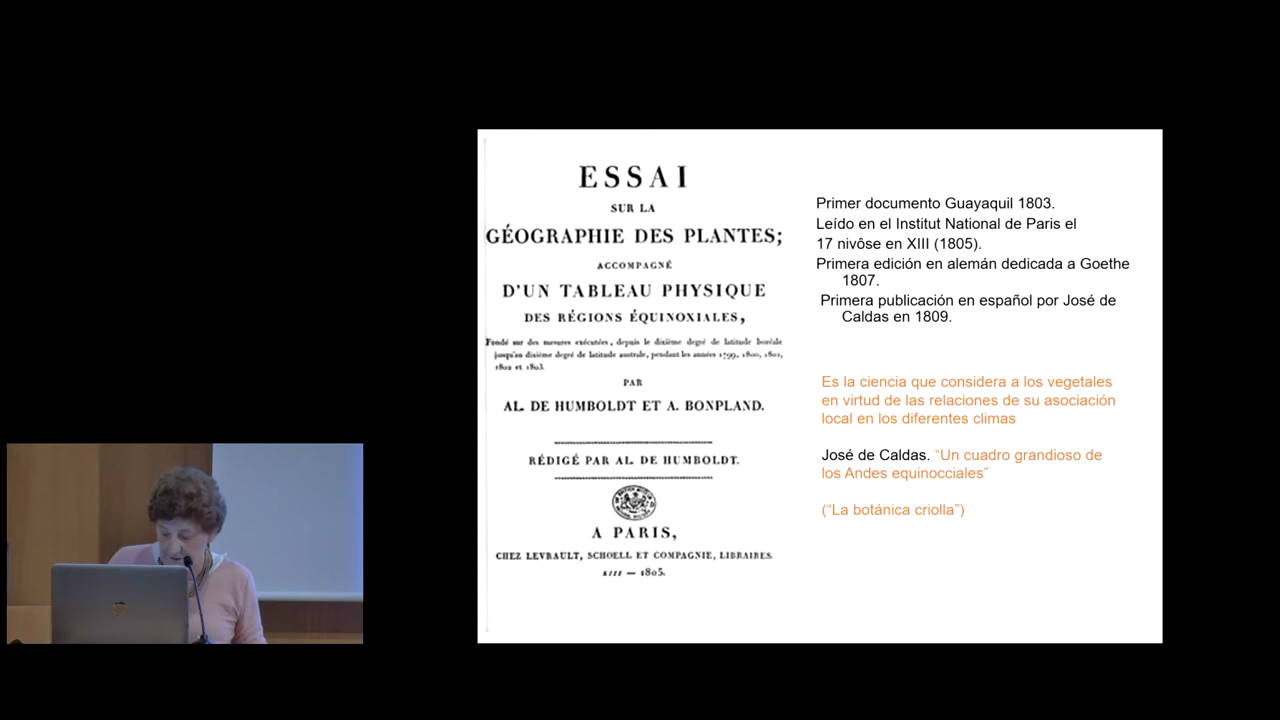 ESSAI
SUR LA
GÉOGRAPHIE DES PLANTES;
ACCOMPAGNÉ
D'UN TABLEAU PHYSIQUE
DES RÉGIONS ÉQUINOXIALES,
Fondé sur des mesures exécutées, depuis le dixième degré de latitude boréale
jusqu'au dixième degré de latitude australe, pendant les années 1799, 1800, 1801,
1802 et 1803.
PAR
AL. DE HUMBOLDT ET A. BONPLAND.
RÉDIGÉ PAR AL. DE HUMBOLDT.
A PARIS,
CHEZ LEVRAULT, SCHOELL ET COMPAGNIE, LIBRAIRES.
XIII — 1805.
Primer documento Guayaquil 1803.
Leído en el Institut National de Paris el
17 nivôse en XIII (1805).
Primera edición en alemán dedicada a Goethe
1807.
Primera publicación en español por José de
Caldas en 1809.
Es la ciencia que considera a los vegetales
en virtud de las relaciones de su asociación
local en los diferentes climas
José de Caldas. “Un cuadro grandioso de
los Andes equinocciales”
(“La botánica criolla”)